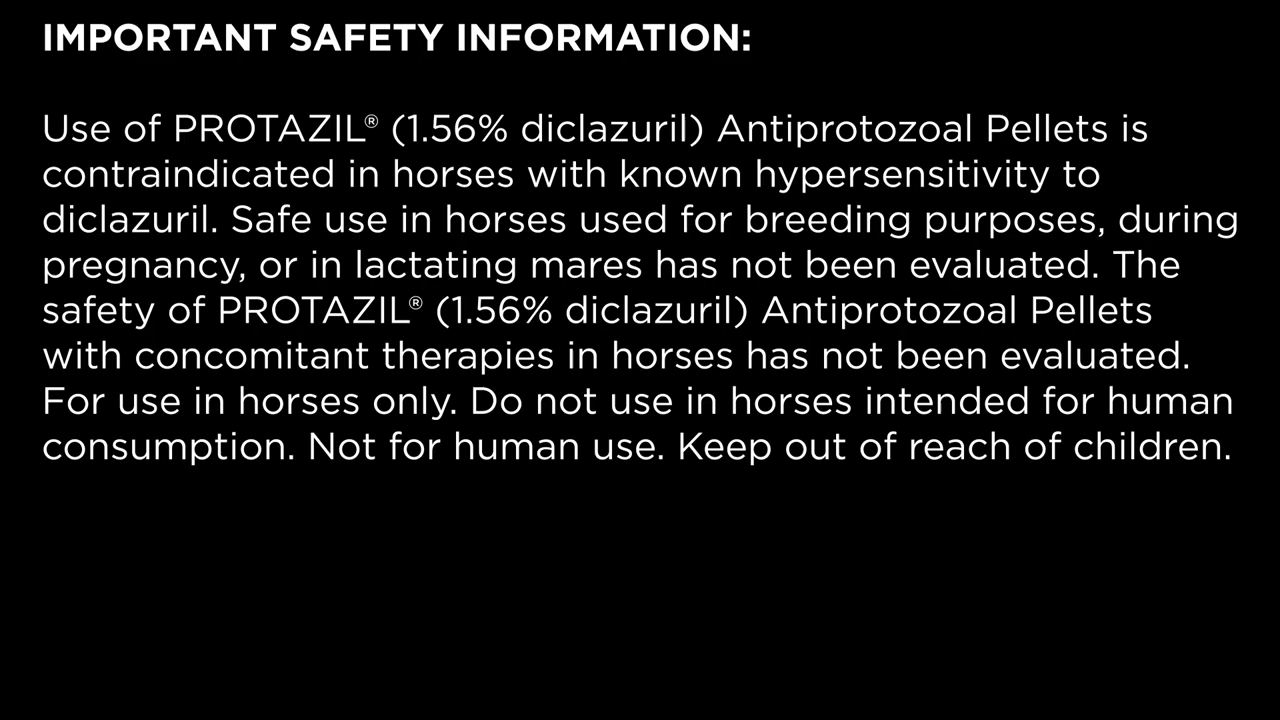 IMPORTANT SAFETY INFORMATION:
Use of PROTAZIL® (1.56% diclazuril) Antiprotozoal Pellets is
contraindicated in horses with known hypersensitivity to
diclazuril. Safe use in horses used for breeding purposes, during
pregnancy, or in lactating mares has not been evaluated. The
safety of PROTAZIL® (1.56% diclazuril) Antiprotozoal Pellets
with concomitant therapies in horses has not been evaluated.
For use in horses only. Do not use in horses intended for human
consumption. Not for human use. Keep out of reach of children.